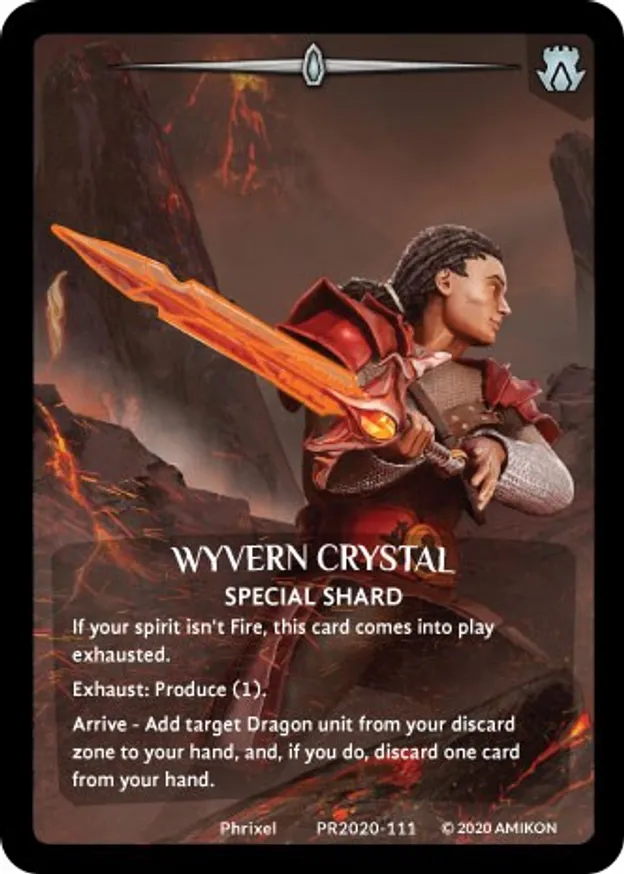 WYVERN CRYSTAL
SPECIAL SHARD
If your spirit isn't Fire, this card comes into play
exhausted.
Exhaust: Produce (1).
Arrive - Add target Dragon unit from your discard
zone to your hand, and, if you do, discard one card
from your hand.
Phrixel PR2020-111 © 2020 AMIKON